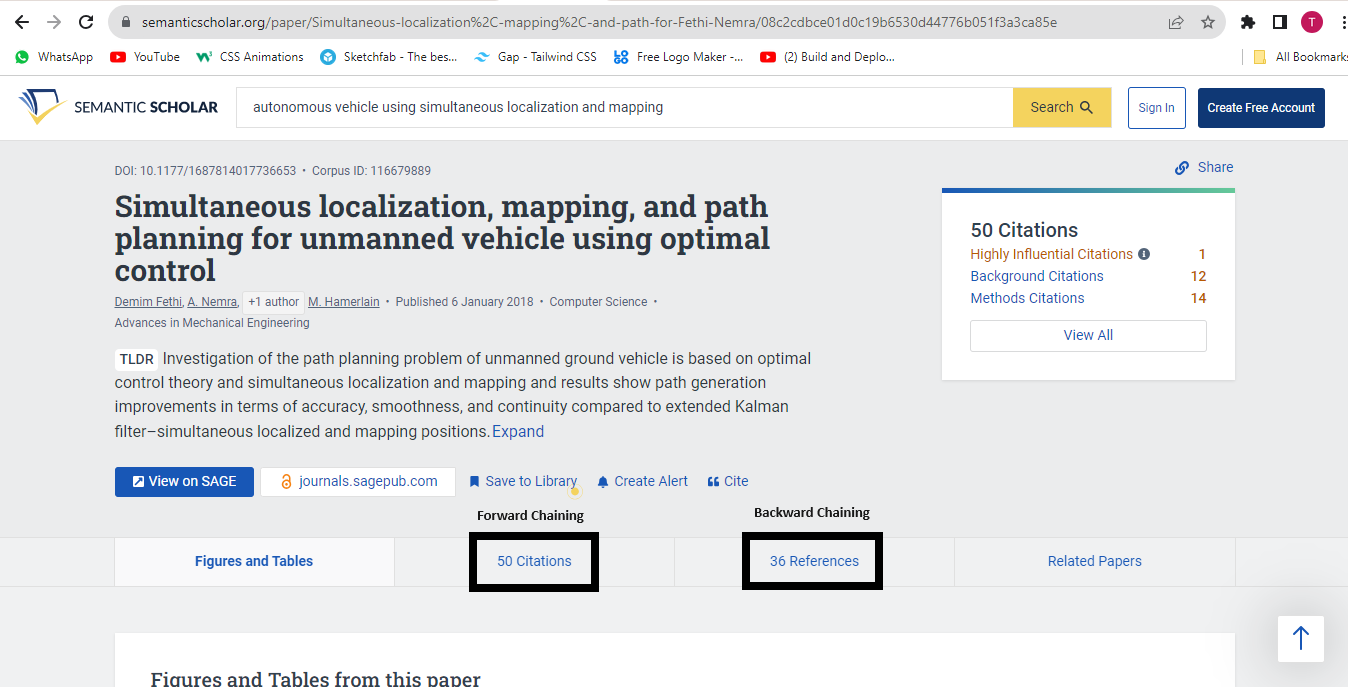 semanticscholar.org/paper/Simultaneous-localization%2C-mapping%2C-and-path-for-Fethi-Nemra/08c2cdbce01d0c19b6530d44776b051f3a3ca85e
T
WhatsApp YouTube CSS Animations Sketchfab - The bes... Gap - Tailwind CSS Free Logo Maker -... (2) Build and Deplo... All Bookmarks
SEMANTIC SCHOLAR autonomous vehicle using simultaneous localization and mapping Search Sign In Create Free Account
DOI: 10.1177/1687814017736653 • Corpus ID: 116679889
Share
Simultaneous localization, mapping, and path
planning for unmanned vehicle using optimal
control
Demim Fethi, A. Nemra, +1 author M. Hamerlain • Published 6 January 2018 • Computer Science •
Advances in Mechanical Engineering
50 Citations
Highly Influential Citations 1
Background Citations 12
Methods Citations 14
View All
TLDR Investigation of the path planning problem of unmanned ground vehicle is based on optimal
control theory and simultaneous localization and mapping and results show path generation
improvements in terms of accuracy, smoothness, and continuity compared to extended Kalman
filter–simultaneous localized and mapping positions. Expand
View on SAGE journals.sagepub.com Save to Library Create Alert Cite
Forward Chaining Backward Chaining
Figures and Tables 50 Citations 36 References Related Papers
Figures and Tables from this paper